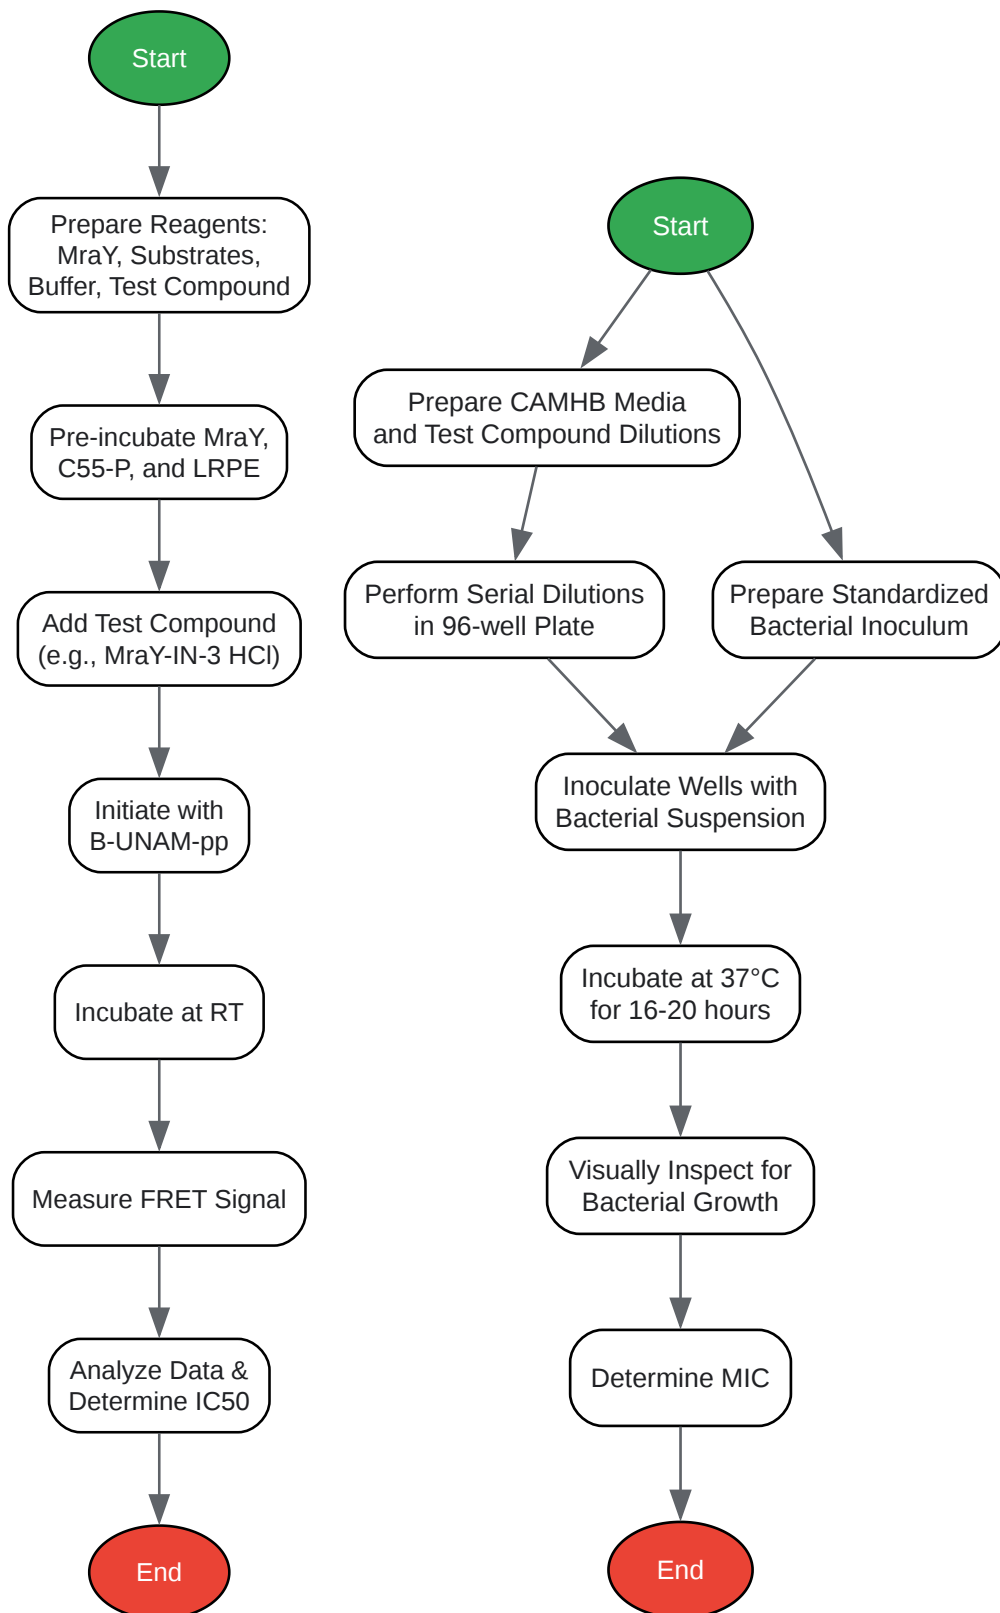 Start
Prepare Reagents:
MraY, Substrates,
Buffer, Test Compound
Pre-incubate MraY,
C55-P, and LRPE
Add Test Compound
(e.g., MraY-IN-3 HCl)
Initiate with
B-UNAM-pp
Incubate at RT
Measure FRET Signal
Analyze Data &
Determine IC50
End
Start
Prepare CAMHB Media
and Test Compound Dilutions
Perform Serial Dilutions
in 96-well Plate
Prepare Standardized
Bacterial Inoculum
Inoculate Wells with
Bacterial Suspension
Incubate at 37°C
for 16-20 hours
Visually Inspect for
Bacterial Growth
Determine MIC
End